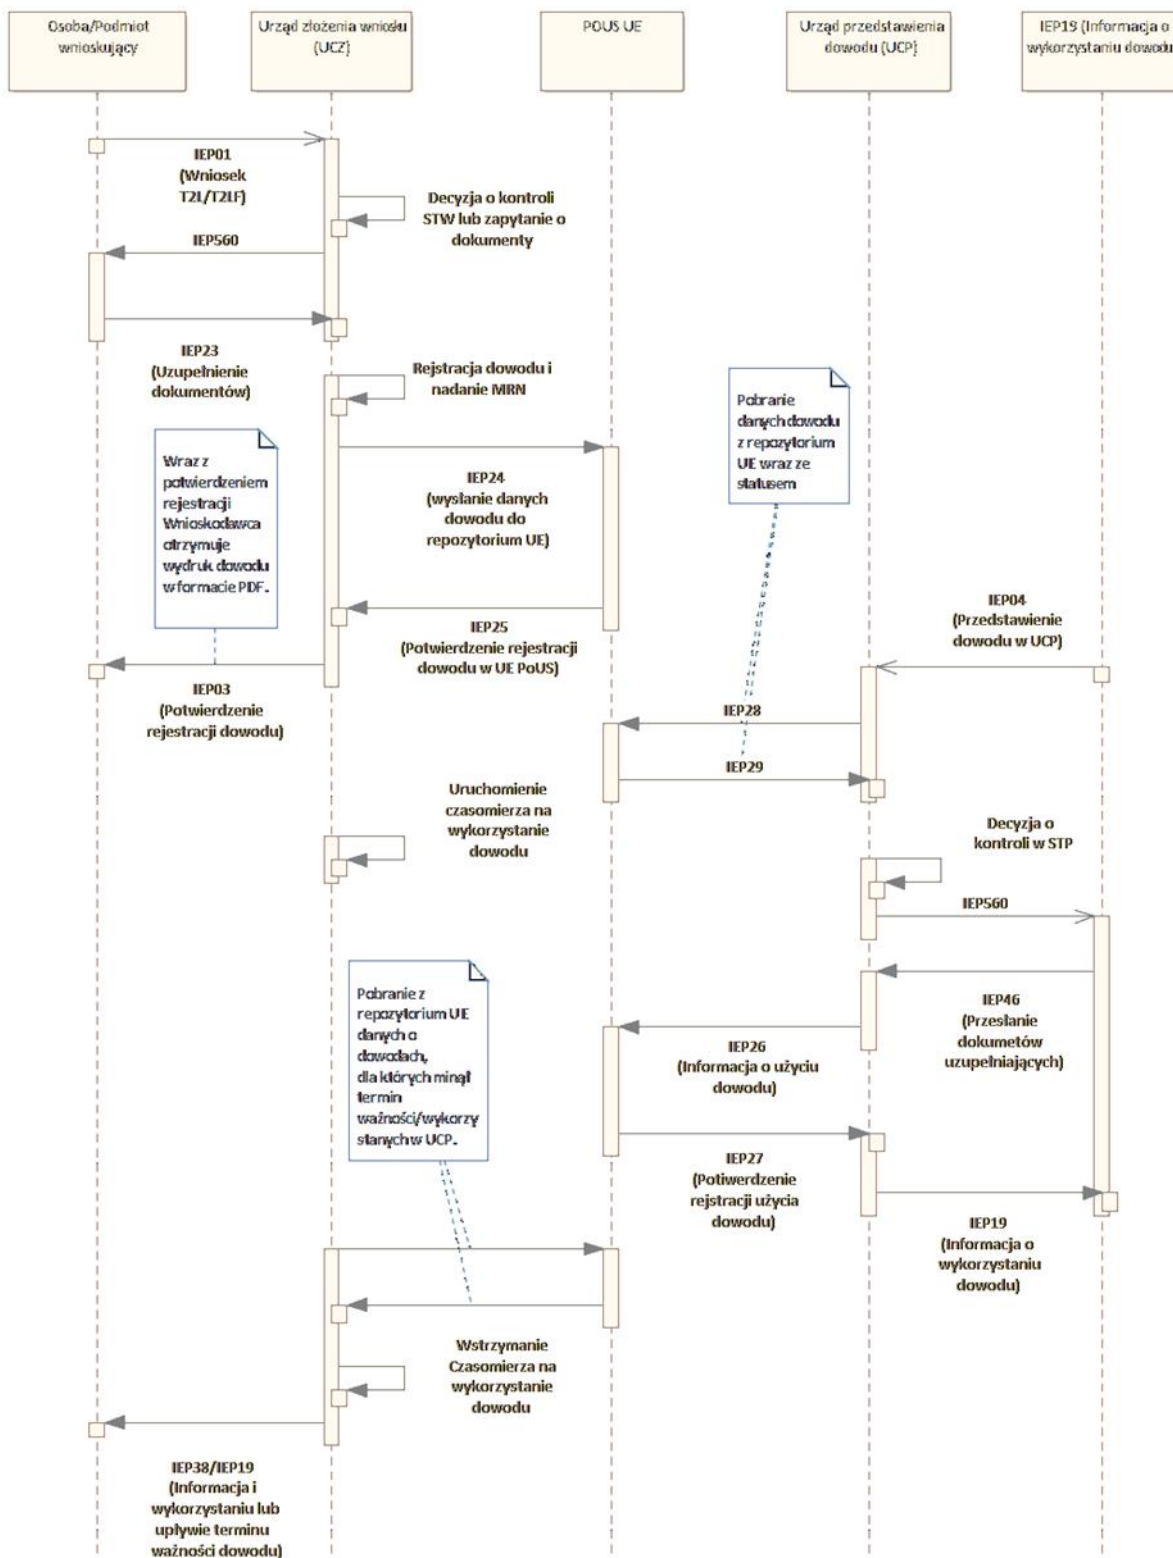 Osoba/Podmiot
wnioskujący
Urząd złożenia wniosku
(UCZ)
POUS UE
Urząd przedstawienia
dowodu (UCP)
IEP19 (Informacja o
wykorzystaniu dowodu
IEP01
(Wniosek
T2L/T2LF)
Decyzja o kontroli
STW lub zapytanie o
dokumenty
IEP560
IEP23
(Uzupełnienie
dokumentów)
Rejstracja dowodu i
nadanie MRN
Pobranie
danych dowodu
z repozytorium
UE wraz ze
statusem
Wraz z
potwierdzeniem
rejestracji
Wnioskodawca
otrzymuje
wydruk dowodu
w formacie PDF.
IEP24
(wysłanie danych
dowodu do
repozytorium UE)
IEP04
(Przedstawienie
dowodu w UCP)
IEP25
(Potwierdzenie rejestracji
dowodu w UE PoUS)
IEP03
(Potwierdzenie
rejestracji dowodu)
IEP28
IEP29
Uruchomienie
czasomierza na
wykorzystanie
dowodu
Decyzja o
kontroli w STP
IEP560
Pobranie z
repozytorium UE
danych o
dowodach,
dla których minął
termin
ważności/wykorzy
stanych w UCP.
IEP46
(Przesłanie
dokumetów
uzupełniających)
IEP26
(Informacja o użyciu
dowodu)
IEP27
(Potiwerdzenie
rejstracji użycia
dowodu)
IEP19
(Informacja o
wykorzystaniu
dowodu)
Wstrzymanie
Czasomierza na
wykorzystanie
dowodu
IEP38/IEP19
(Informacja i
wykorzystaniu lub
upływie terminu
ważności dowodu)